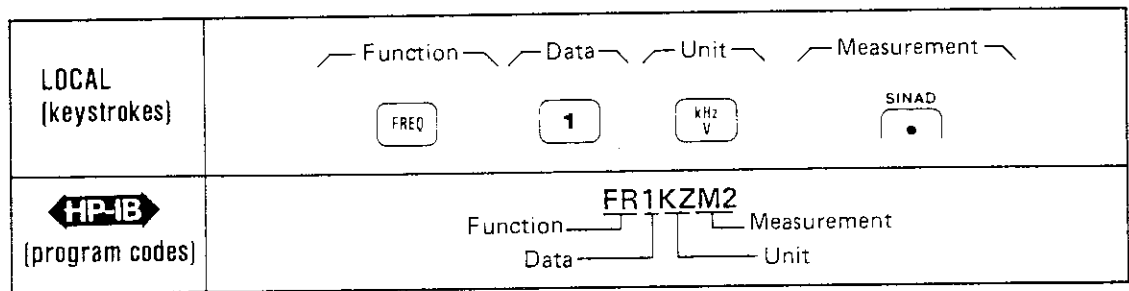 LOCAL
(keystrokes)
Function Data Unit Measurement
FREQ
1
kHz
V
SINAD
HP-IB
(program codes)
FR1KZM2
Function Measurement
Data Unit